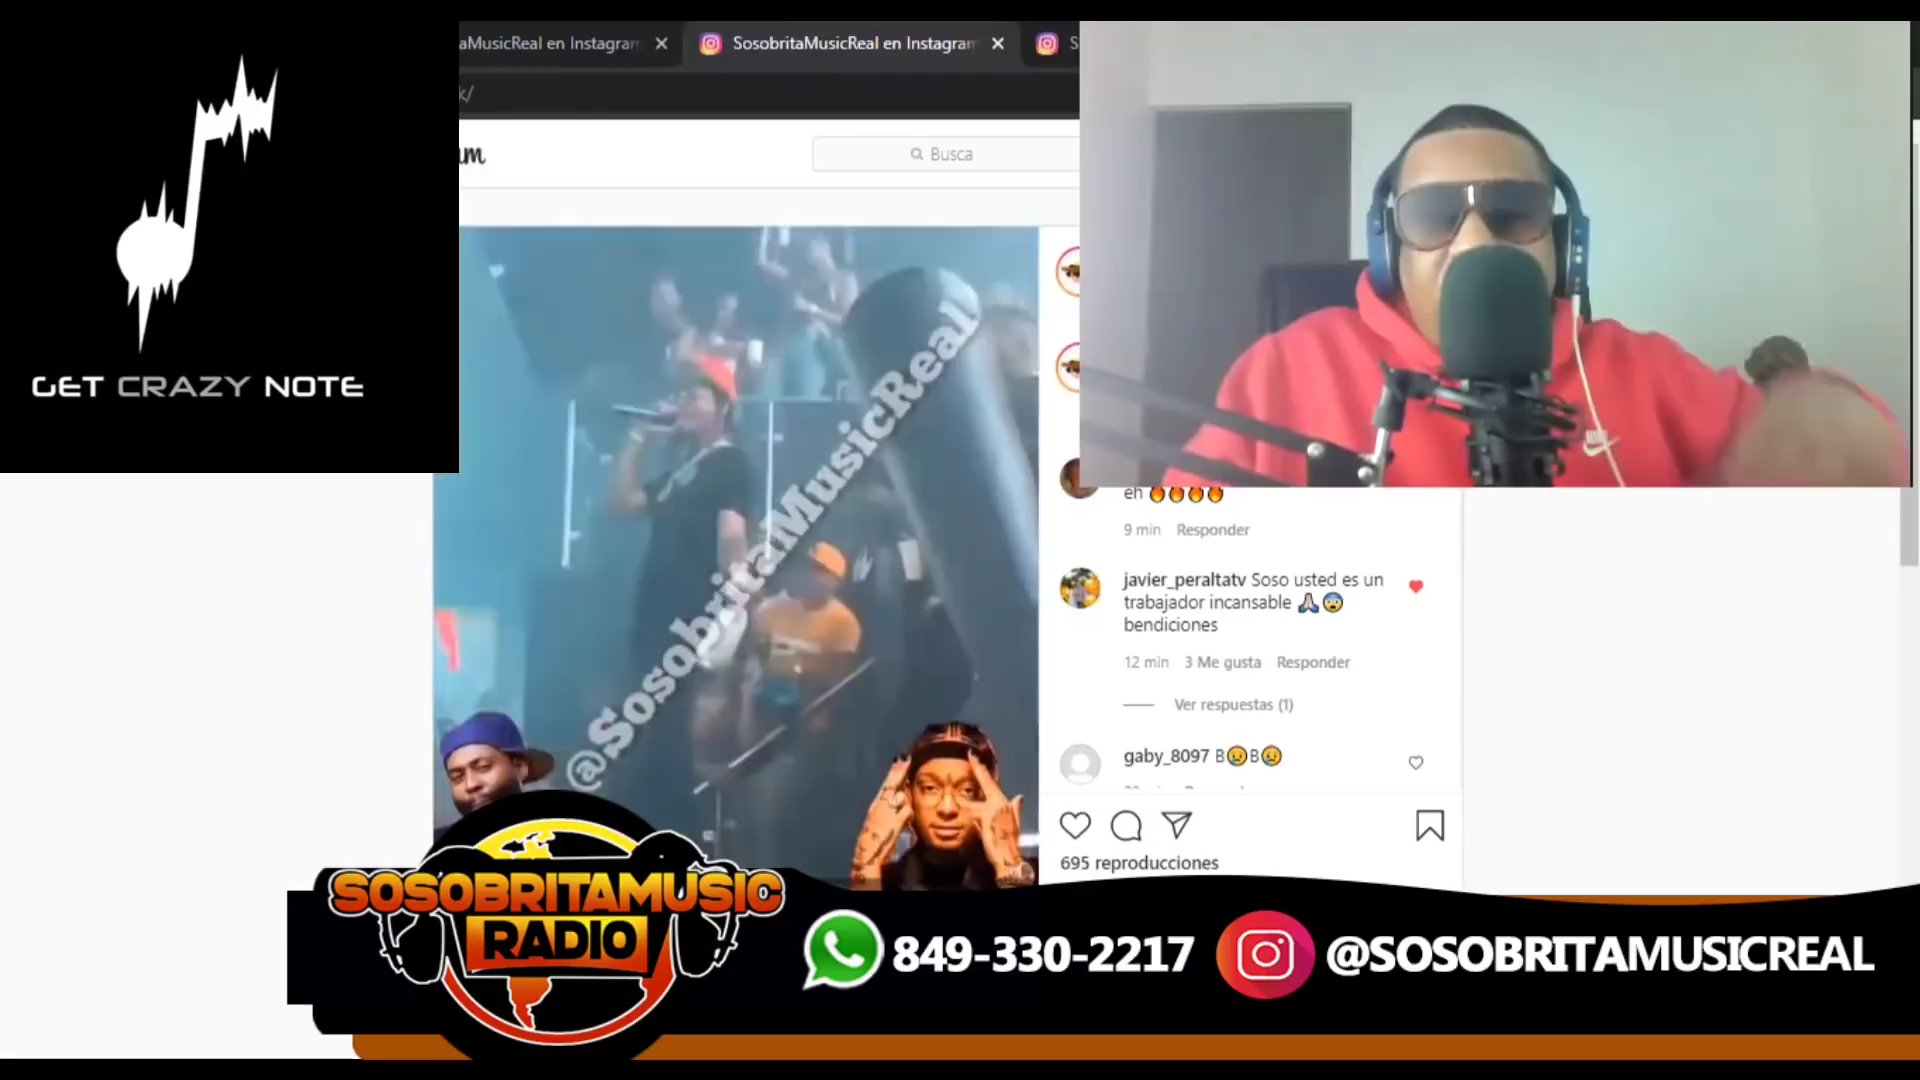 aMusicReal en Instagram
SosobritaMusicReal en Instagram
S
k/
GET CRAZY NOTE
Busca
@SosobritaMusicReal
eh 🔥🔥🔥🔥
9 min Responder
javier_peraltatv Soso usted es un
trabajador incansable 🙏🏻😨
bendiciones
12 min 3 Me gusta Responder
Ver respuestas (1)
gaby_8097 B😢B😢
695 reproducciones
SOSOBRITAMUSIC
RADIO
849-330-2217
@SOSOBRITAMUSICREAL